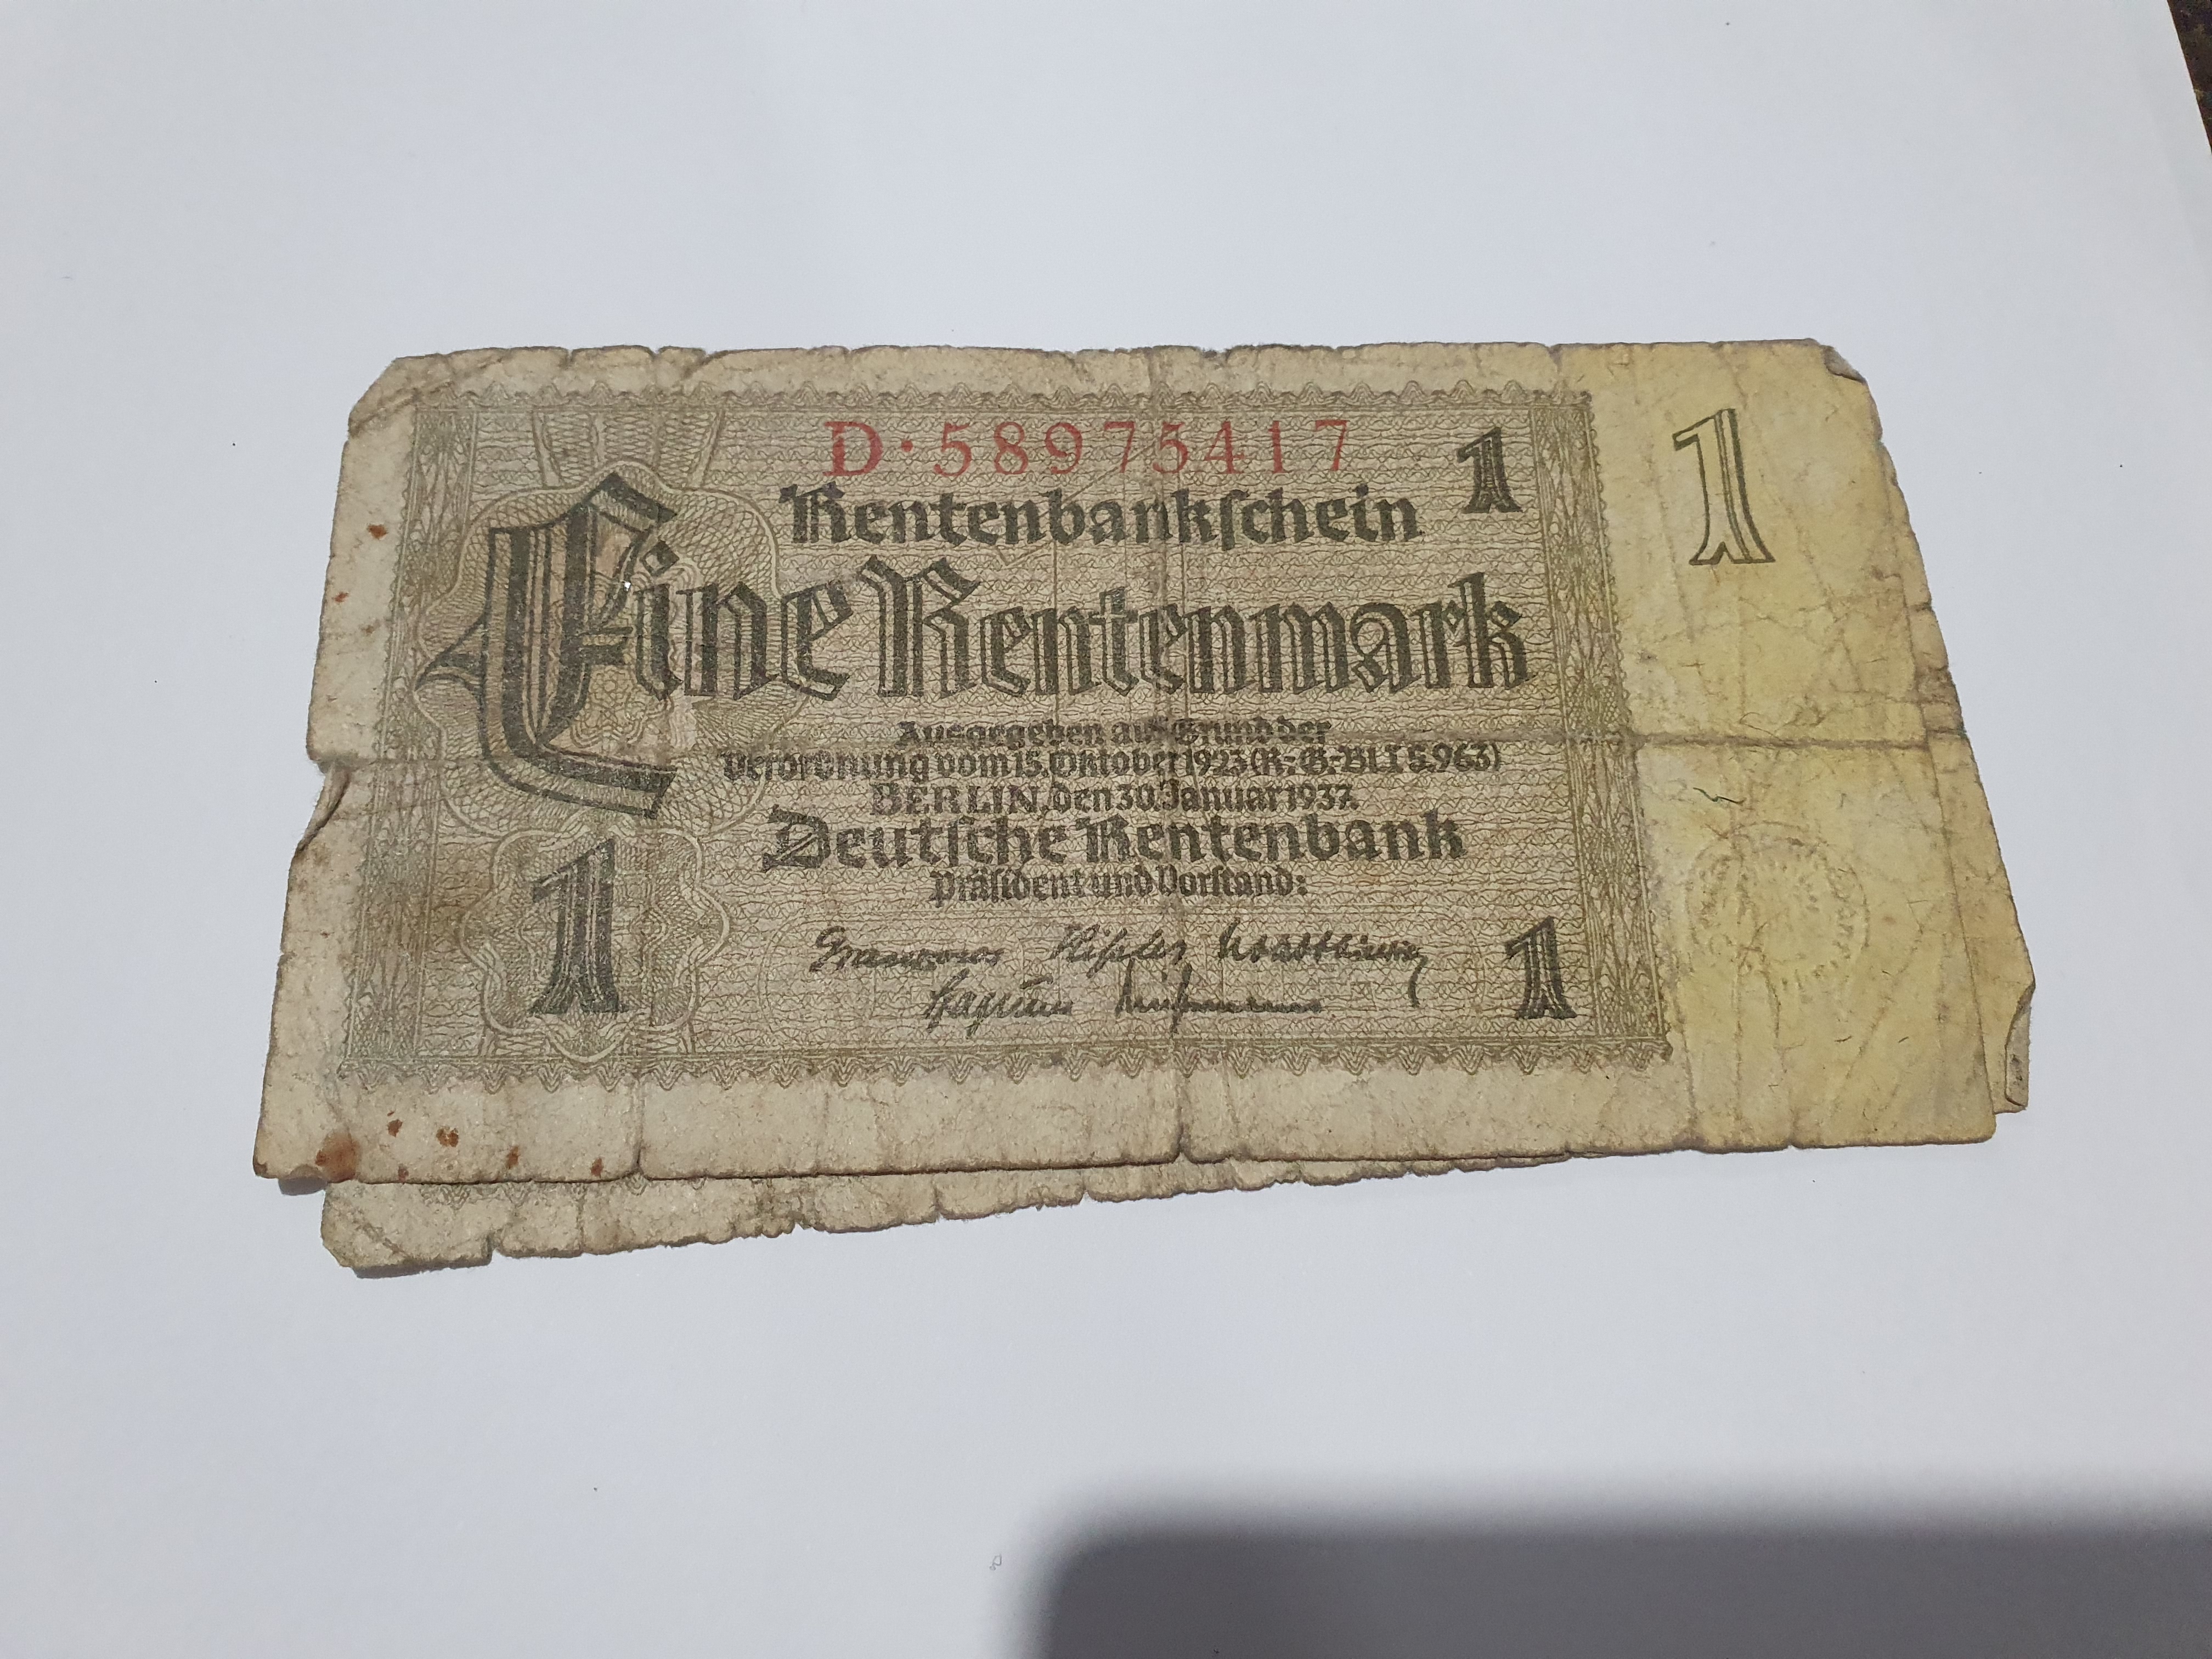 D·58975417
1
1
Rentenbankschein
Eine Rentenmark
Ausgegeben auf Grund der
Verordnung vom 15. Oktober 1923 (R.-G.-Bl. I S. 963)
BERLIN, den 30. Januar 1937.
Deutsche Rentenbank
Präsident und Vorstand:
1
1